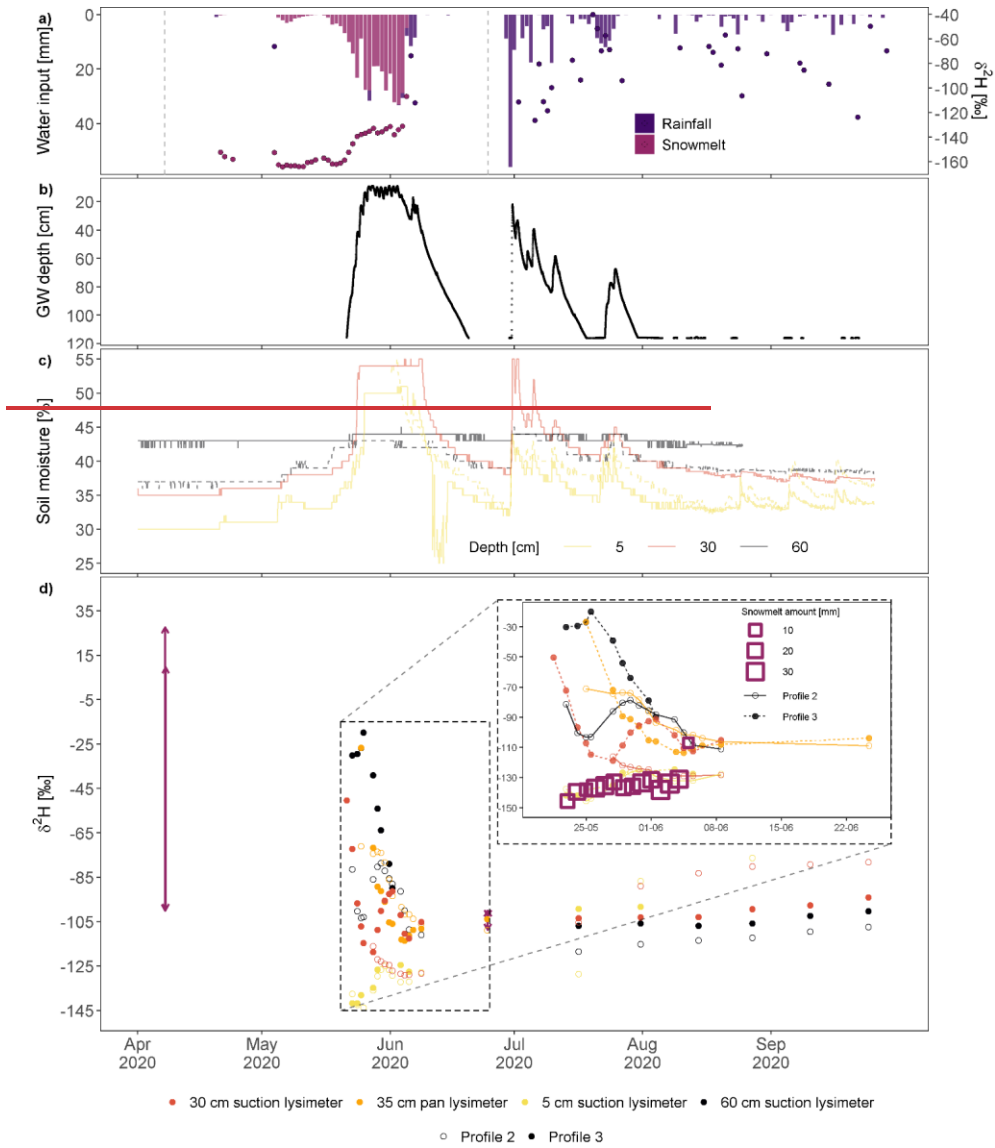 a)
Water input [mm]
0
20
40
-40
-60
-80
-100
-120
-140
-160
δ²H [‰]
Rainfall
Snowmelt
b)
GW depth [cm]
20
40
60
80
100
120
c)
Soil moisture [%]
55
50
45
40
35
30
25
Depth [cm] 5 30 60
d)
δ²H [‰]
35
15
-5
-25
-45
-65
-85
-105
-125
-145
-30
-50
-70
-90
-110
-130
-150
Snowmelt amount [mm]
10
20
30
Profile 2
Profile 3
25-05 01-06 08-06 15-06 22-06
Apr May Jun Jul Aug Sep
2020 2020 2020 2020 2020 2020
30 cm suction lysimeter 35 cm pan lysimeter 5 cm suction lysimeter 60 cm suction lysimeter
Profile 2 Profile 3